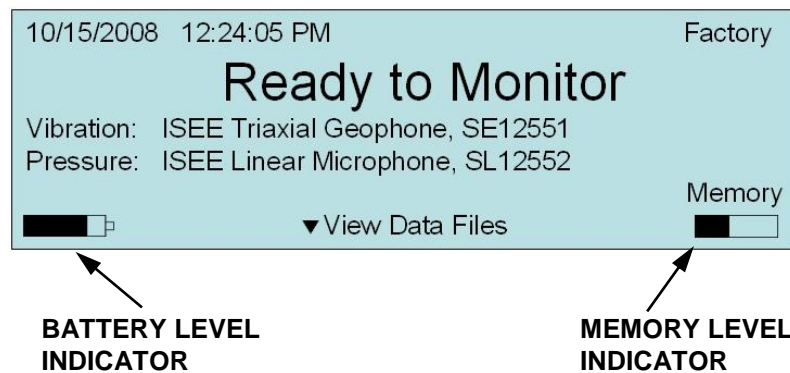 10/15/2008 12:24:05 PM Factory
Ready to Monitor
Vibration: ISEE Triaxial Geophone, SE12551
Pressure: ISEE Linear Microphone, SL12552
Memory
▼View Data Files
BATTERY LEVEL
INDICATOR
MEMORY LEVEL
INDICATOR